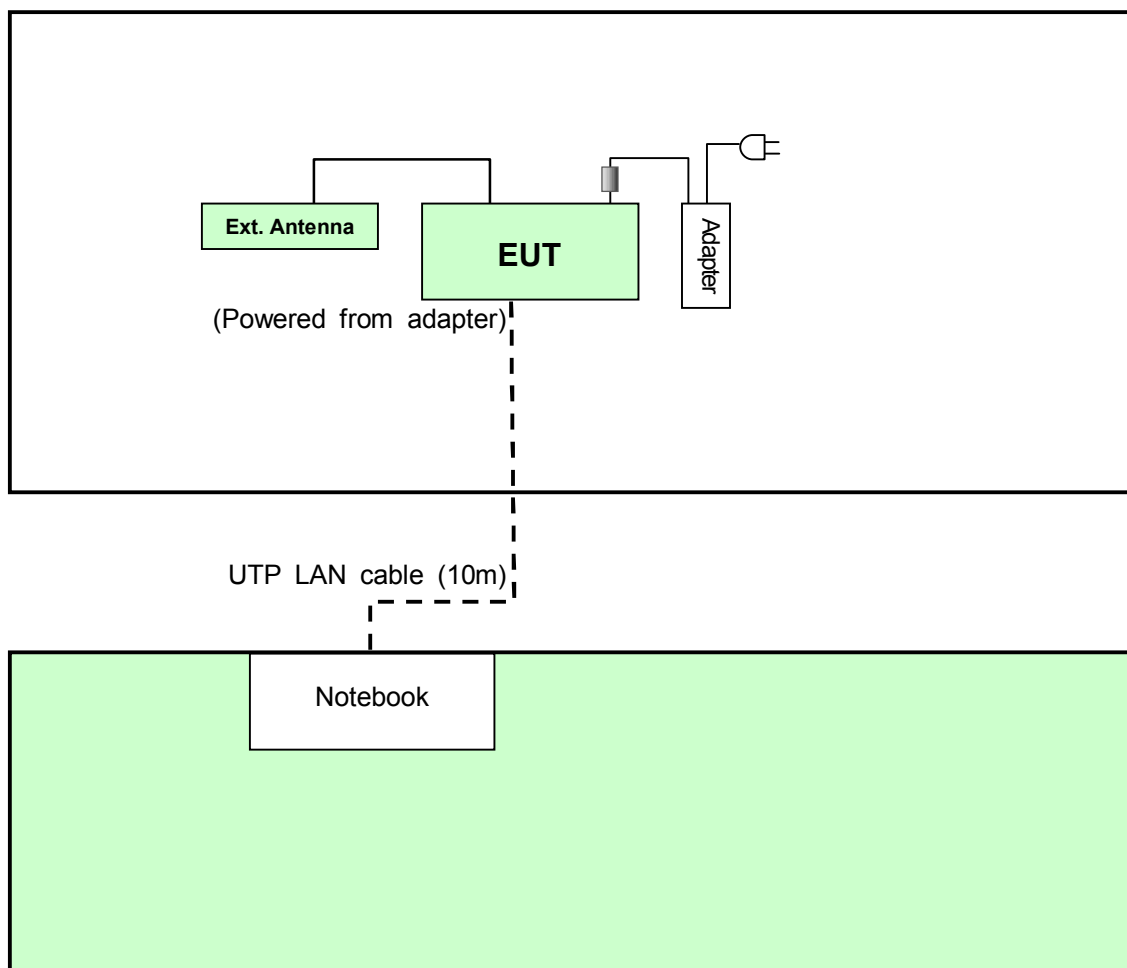 Ext. Antenna
EUT
Adapter
(Powered from adapter)
UTP LAN cable (10m)
Notebook